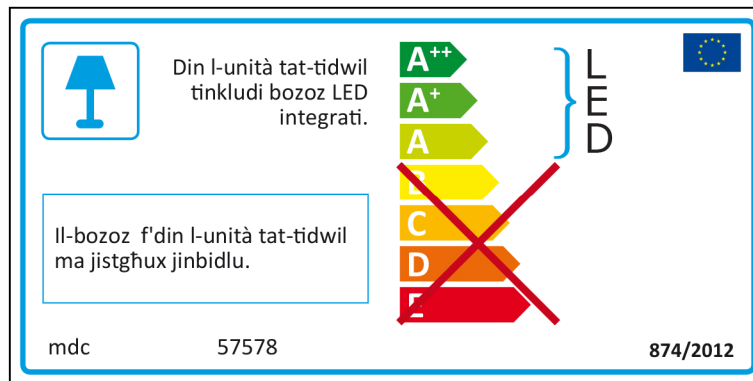 Din l-unità tat-tidwil
tinkludi bozoz LED
integrati.
A++
A+
A
B
C
D
E
L
E
D
Il-bozoz f'din l-unità tat-tidwil
ma jistgħux jinbidlu.
mdc 57578
874/2012